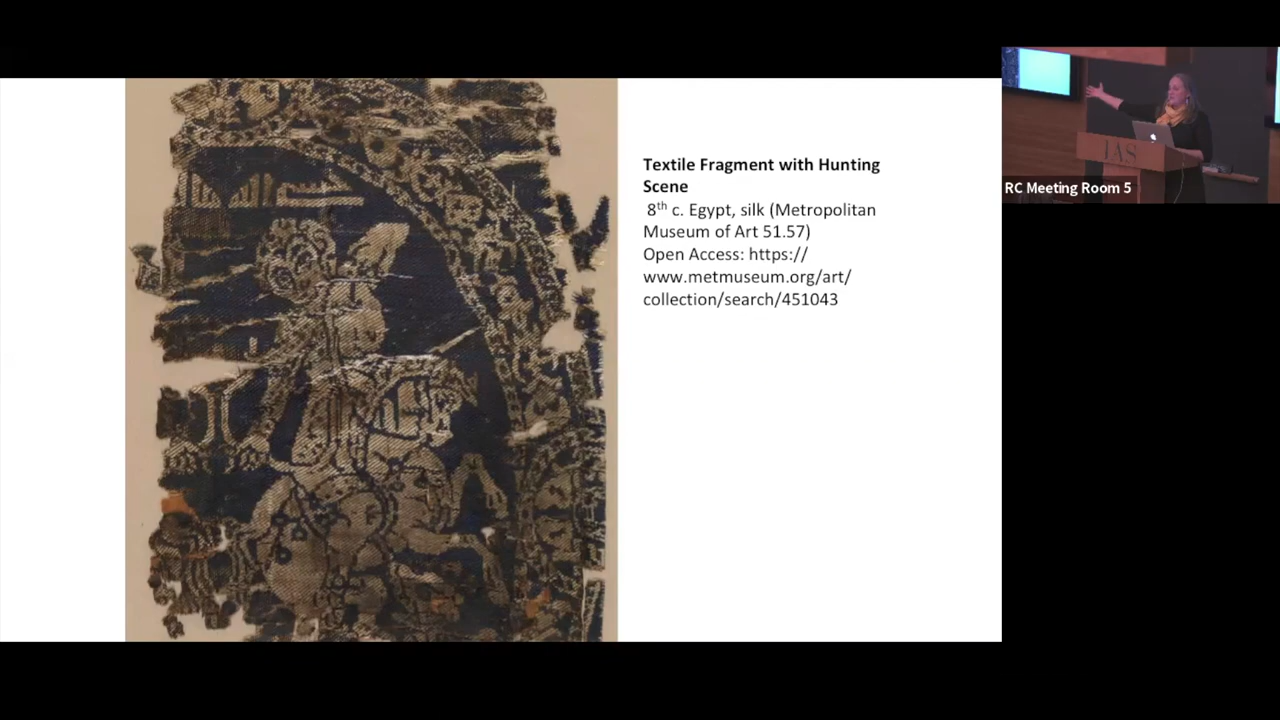 Textile Fragment with Hunting
Scene
8th c. Egypt, silk (Metropolitan
Museum of Art 51.57)
Open Access: https://
www.metmuseum.org/art/
collection/search/451043
IAS
RC Meeting Room 5